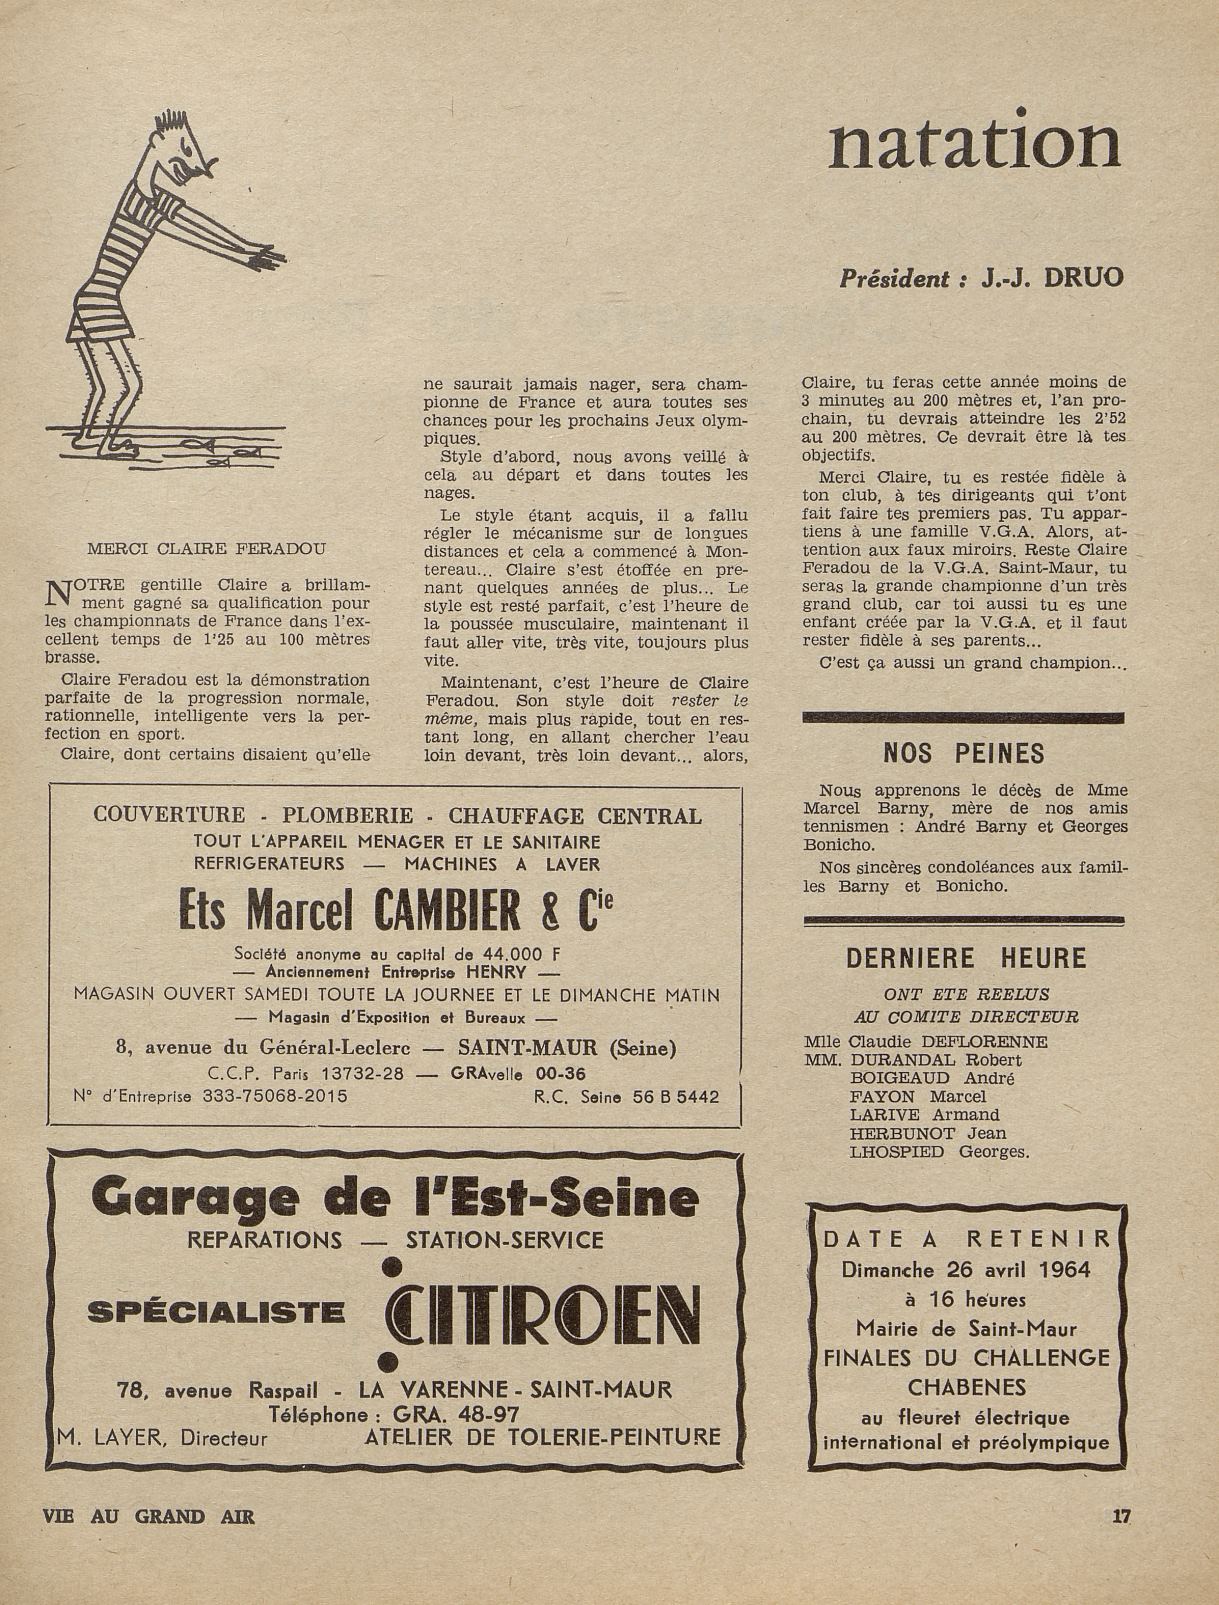 natation
Président : J.-J. DRUO
MERCI CLAIRE FERADOU
NOTRE gentille Claire a brillam-
ment gagné sa qualification pour
les championnats de France dans l'ex-
cellent temps de 1'25 au 100 mètres
brasse.
Claire Feradou est la démonstration
parfaite de la progression normale,
rationnelle, intelligente vers la per-
fection en sport.
Claire, dont certains disaient qu'elle
ne saurait jamais nager, sera cham-
pionne de France et aura toutes ses
chances pour les prochains Jeux olym-
piques.
Style d'abord, nous avons veillé à
cela au départ et dans toutes les
nages.
Le style étant acquis, il a fallu
régler le mécanisme sur de longues
distances et cela a commencé à Mon-
tereau... Claire s'est étoffée en pre-
nant quelques années de plus... Le
style est resté parfait, c'est l'heure de
la poussée musculaire, maintenant il
faut aller vite, très vite, toujours plus
vite.
Maintenant, c'est l'heure de Claire
Feradou. Son style doit rester le
même, mais plus rapide, tout en res-
tant long, en allant chercher l'eau
loin devant, très loin devant... alors,
Claire, tu feras cette année moins de
3 minutes au 200 mètres et, l'an pro-
chain, tu devrais atteindre les 2'52
au 200 mètres. Ce devrait être là tes
objectifs.
Merci Claire, tu es restée fidèle à
ton club, à tes dirigeants qui t'ont
fait faire tes premiers pas. Tu appar-
tiens à une famille V.G.A. Alors, at-
tention aux faux miroirs. Reste Claire
Feradou de la V.G.A. Saint-Maur, tu
seras la grande championne d'un très
grand club, car toi aussi tu es une
enfant créée par la V.G.A. et il faut
rester fidèle à ses parents...
C'est ça aussi un grand champion...
NOS PEINES
Nous apprenons le décès de Mme
Marcel Barny, mère de nos amis
tennismen : André Barny et Georges
Bonicho.
Nos sincères condoléances aux famil-
les Barny et Bonicho.
DERNIERE HEURE
ONT ETE REELUS
AU COMITE DIRECTEUR
Mlle Claudie DEFLORENNE
MM. DURANDAL Robert
BOIGEAUD André
FAYON Marcel
LARIVE Armand
HERBUNOT Jean
LHOSPIED Georges.
COUVERTURE - PLOMBERIE - CHAUFFAGE CENTRAL
TOUT L'APPAREIL MENAGER ET LE SANITAIRE
REFRIGERATEURS — MACHINES A LAVER
Ets Marcel CAMBIER & Cie
Société anonyme au capital de 44.000 F
— Anciennement Entreprise HENRY —
MAGASIN OUVERT SAMEDI TOUTE LA JOURNEE ET LE DIMANCHE MATIN
— Magasin d'Exposition et Bureaux —
8, avenue du Général-Leclerc — SAINT-MAUR (Seine)
C.C.P. Paris 13732-28 — GRAvelle 00-36
N° d'Entreprise 333-75068-2015 R.C. Seine 56 B 5442
Garage de l'Est-Seine
REPARATIONS — STATION-SERVICE
SPÉCIALISTE CITROEN
78, avenue Raspail - LA VARENNE - SAINT-MAUR
Téléphone : GRA. 48-97
M. LAYER, Directeur ATELIER DE TOLERIE-PEINTURE
DATE A RETENIR
Dimanche 26 avril 1964
à 16 heures
Mairie de Saint-Maur
FINALES DU CHALLENGE
CHABENES
au fleuret électrique
international et préolympique
VIE AU GRAND AIR 17